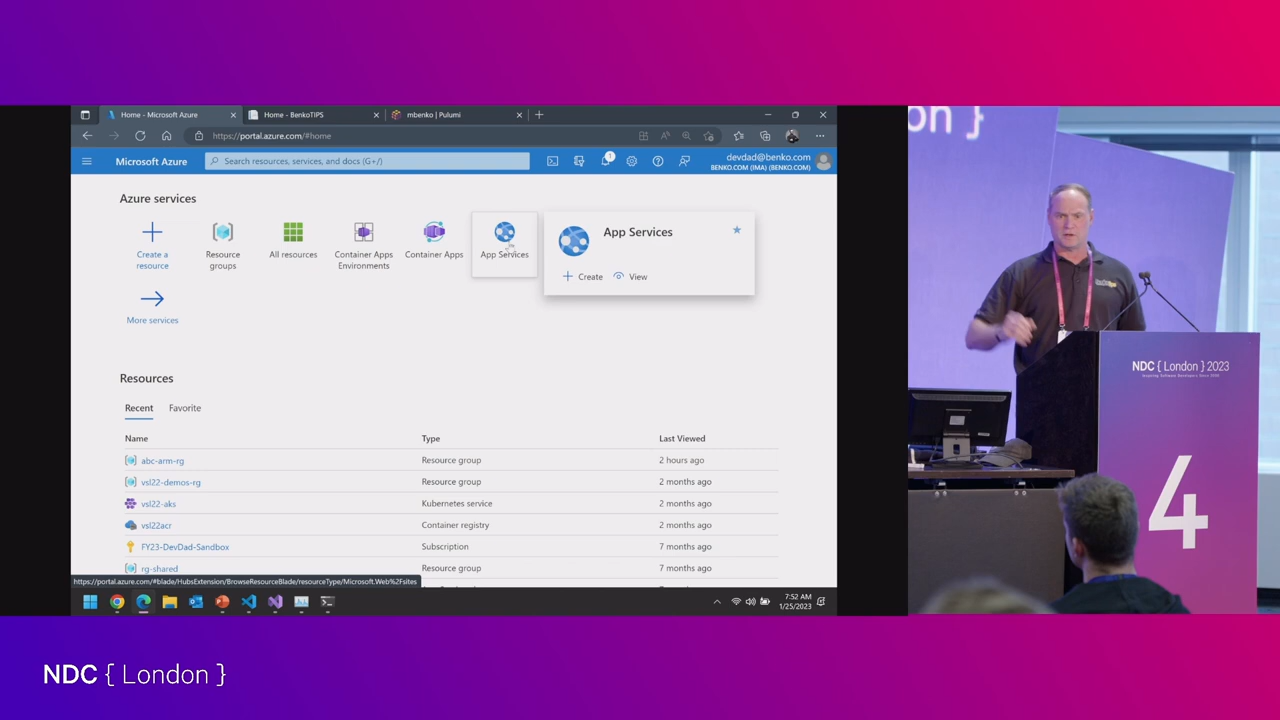 Home - Microsoft Azure
Home - BenkoTIPS
mbenko | Pulumi
https://portal.azure.com/#home
Microsoft Azure
Search resources, services, and docs (G+/)
1
devdad@benko.com
BENKO.COM (IMA) (BENKO.COM)
Azure services
Create a resource
Resource groups
All resources
Container Apps Environments
Container Apps
App Services
App Services
Create
View
More services
Resources
Recent
Favorite
Name
Type
Last Viewed
abc-arm-rg
Resource group
2 hours ago
vsl22-demos-rg
Resource group
2 months ago
vsl22-aks
Kubernetes service
2 months ago
vsl22acr
Container registry
2 months ago
FY23-DevDad-Sandbox
Subscription
7 months ago
rg-shared
Resource group
8 months ago
https://portal.azure.com/#blade/HubsExtension/BrowseResourceBlade/resourceType/Microsoft.Web%2Fsites
7:52 AM
1/25/2023
on }
NDC { London } 2023
4
NDC { London }